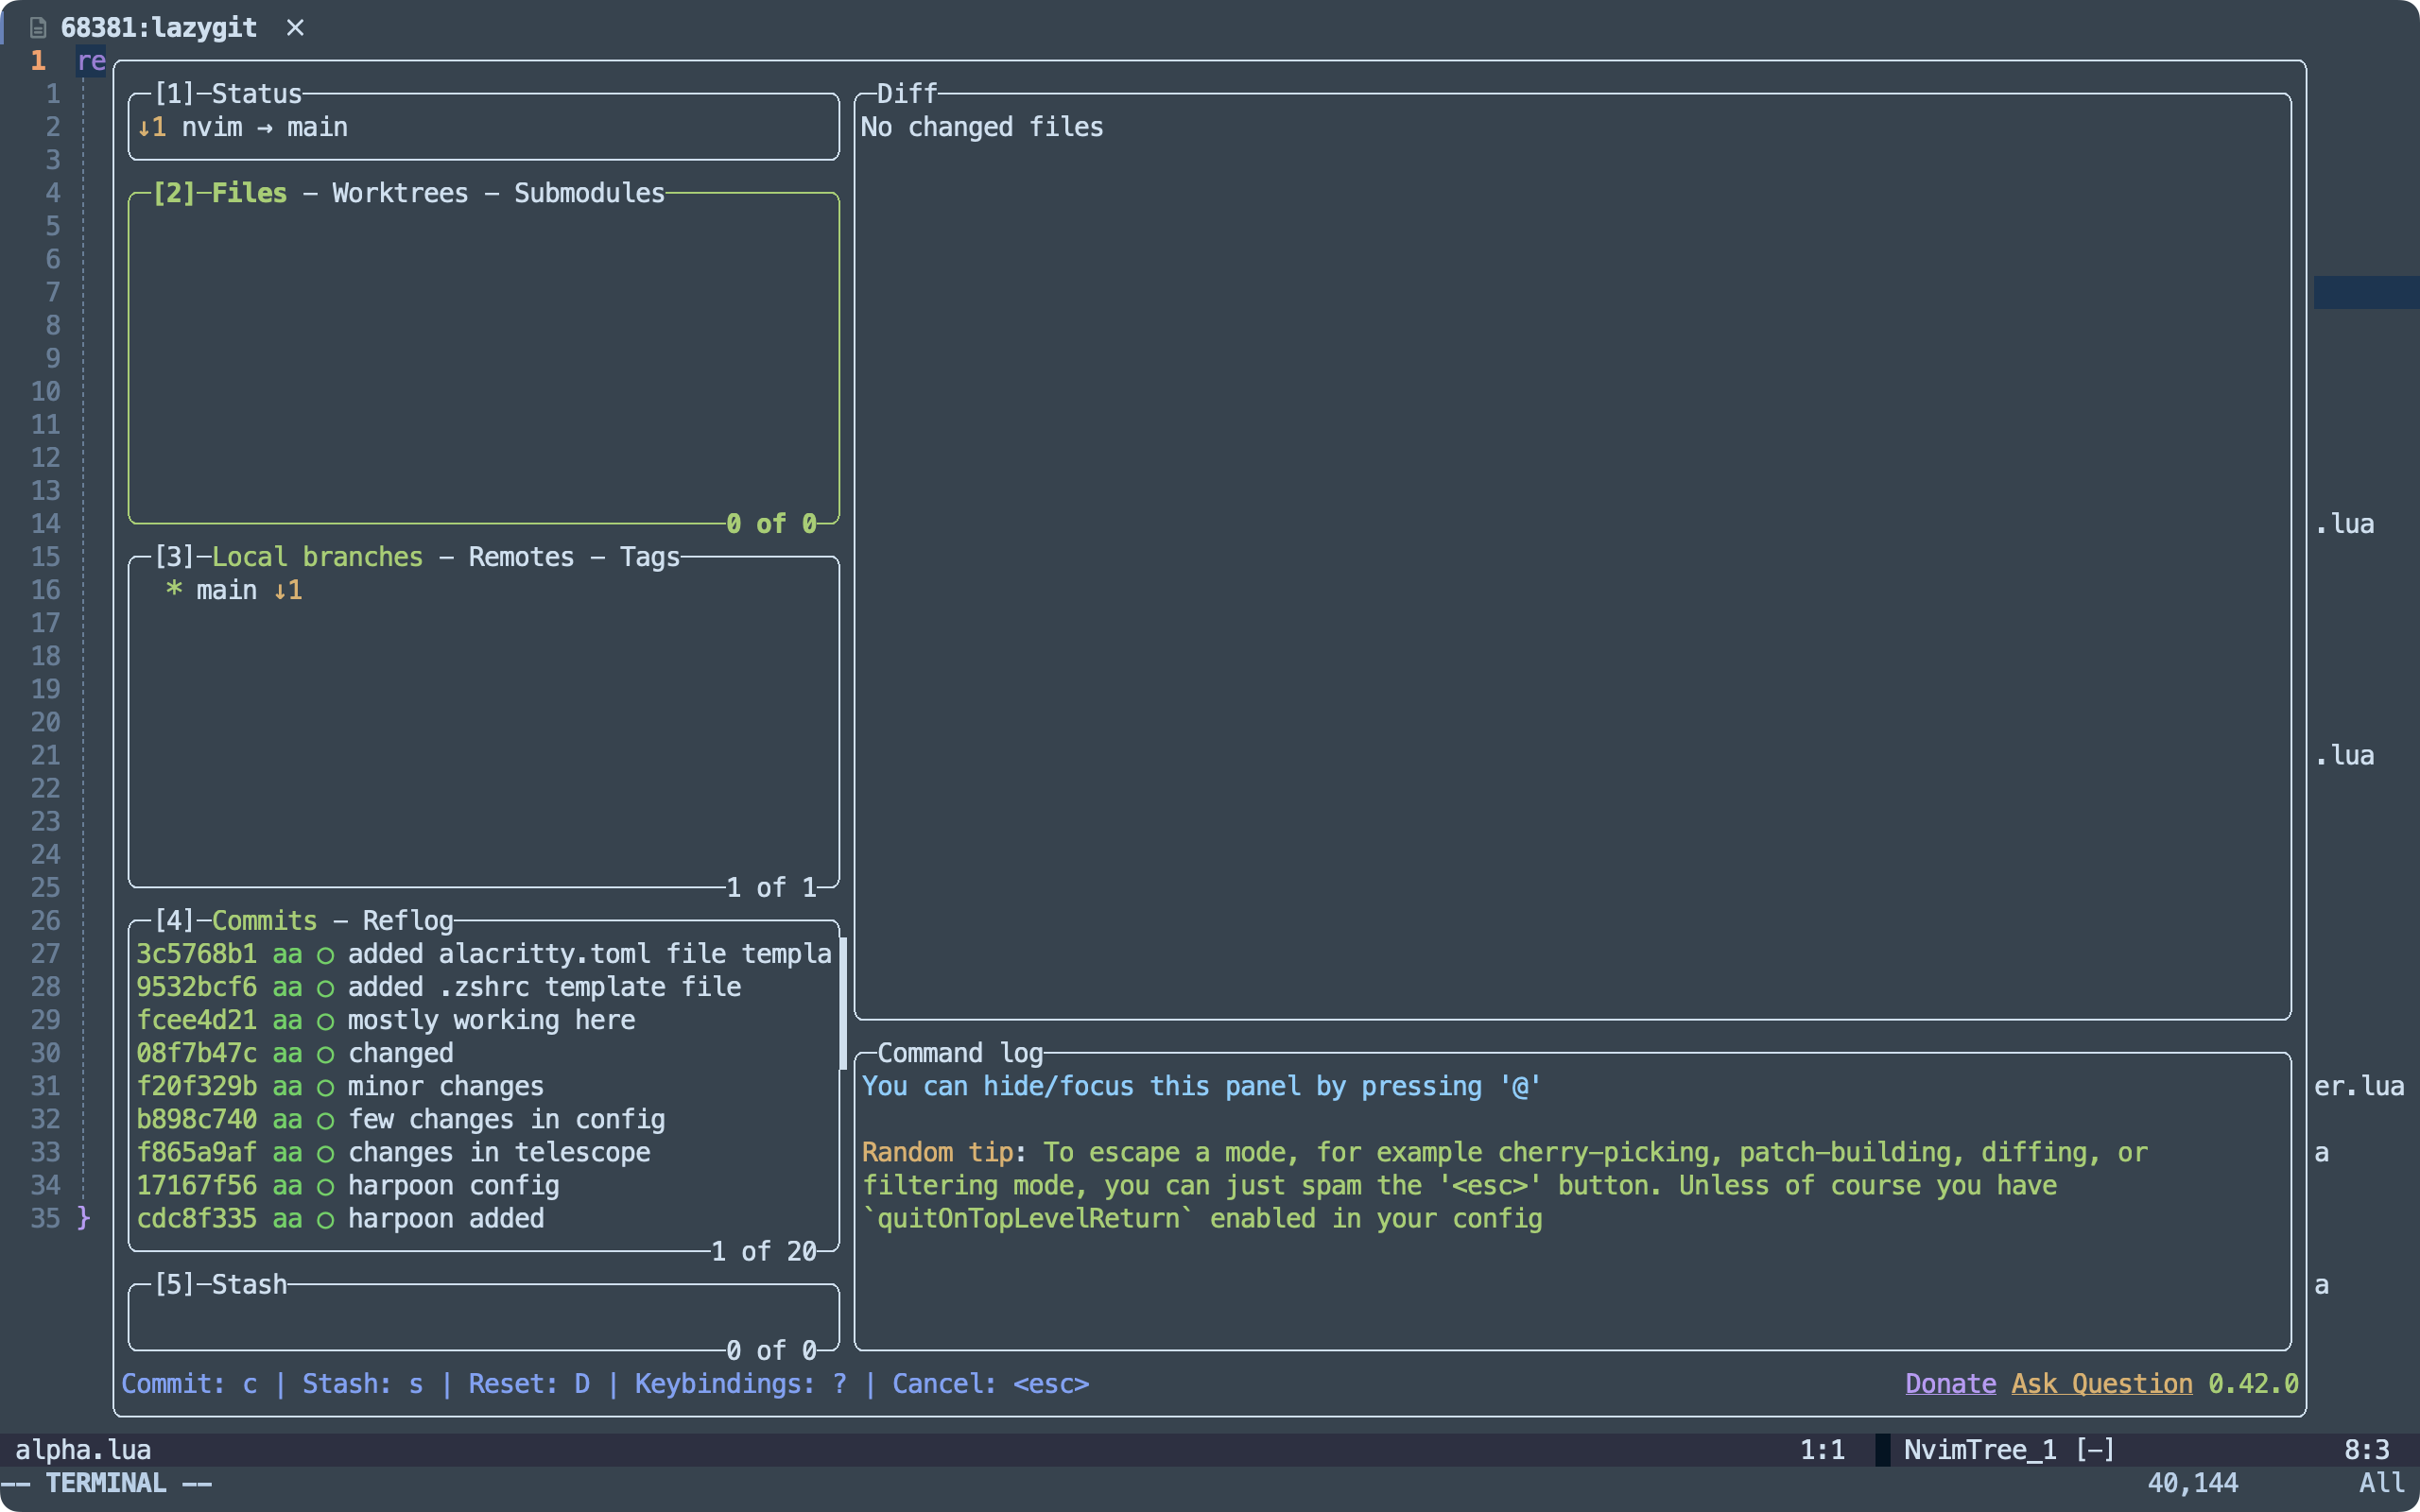 68381:lazygit ×
1 re
1
2
3
4
5
6
7
8
9
10
11
12
13
14
15
16
17
18
19
20
21
22
23
24
25
26
27
28
29
30
31
32
33
34
35 }
[1]─Status
↓1 nvim → main
[2]─Files – Worktrees – Submodules
0 of 0
[3]─Local branches – Remotes – Tags
* main ↓1
1 of 1
[4]─Commits – Reflog
3c5768b1 aa ○ added alacritty.toml file templa
9532bcf6 aa ○ added .zshrc template file
fcee4d21 aa ○ mostly working here
08f7b47c aa ○ changed
f20f329b aa ○ minor changes
b898c740 aa ○ few changes in config
f865a9af aa ○ changes in telescope
17167f56 aa ○ harpoon config
cdc8f335 aa ○ harpoon added
1 of 20
[5]─Stash
0 of 0
Diff
No changed files
Command log
You can hide/focus this panel by pressing '@'
Random tip: To escape a mode, for example cherry-picking, patch-building, diffing, or
filtering mode, you can just spam the '<esc>' button. Unless of course you have
`quitOnTopLevelReturn` enabled in your config
.lua
.lua
er.lua
a
a
Commit: c | Stash: s | Reset: D | Keybindings: ? | Cancel: <esc>
Donate Ask Question 0.42.0
alpha.lua 1:1 NvimTree_1 [-] 8:3
-- TERMINAL -- 40,144 All